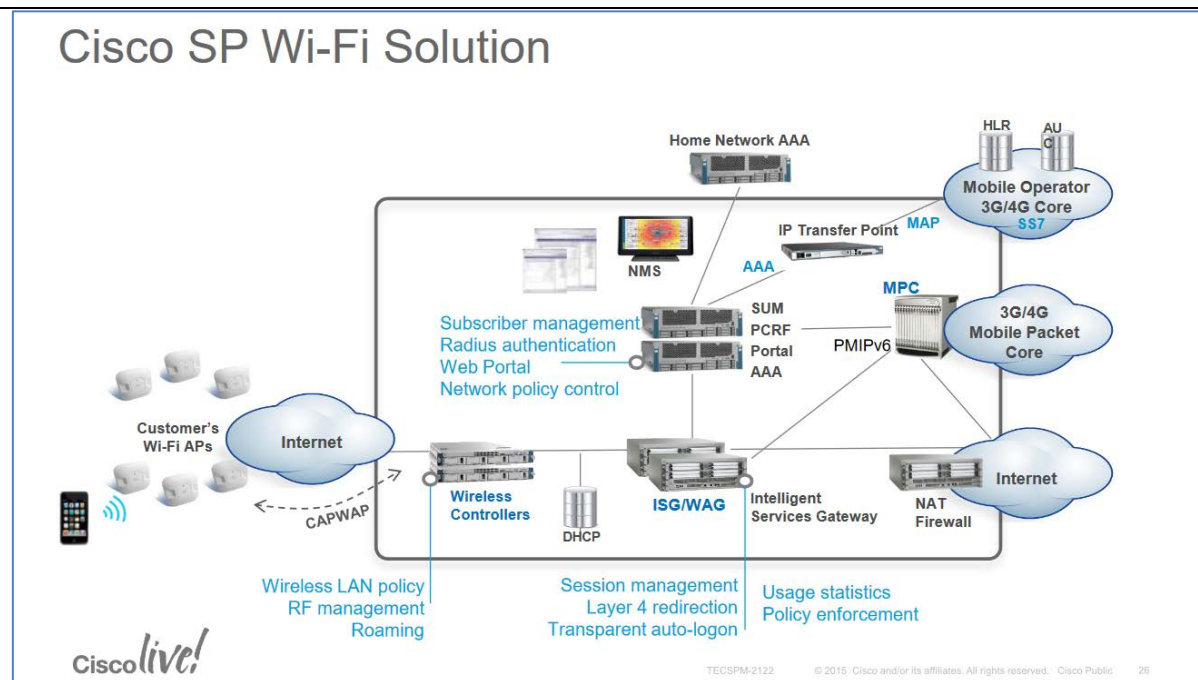 Cisco SP Wi-Fi Solution
HLR
AUC
Home Network AAA
Mobile Operator
3G/4G Core
SS7
MAP
IP Transfer Point
NMS
AAA
MPC
SUM
PCRF
Portal
AAA
PMIPv6
3G/4G
Mobile Packet
Core
Subscriber management
Radius authentication
Web Portal
Network policy control
Customer's
Wi-Fi APs
Internet
CAPWAP
Wireless
Controllers
DHCP
ISG/WAG
Intelligent
Services Gateway
NAT
Firewall
Internet
Wireless LAN policy
RF management
Roaming
Session management
Layer 4 redirection
Transparent auto-logon
Usage statistics
Policy enforcement
Cisco live!
TECSPM-2122
© 2015 Cisco and/or its affiliates. All rights reserved.
Cisco Public
26